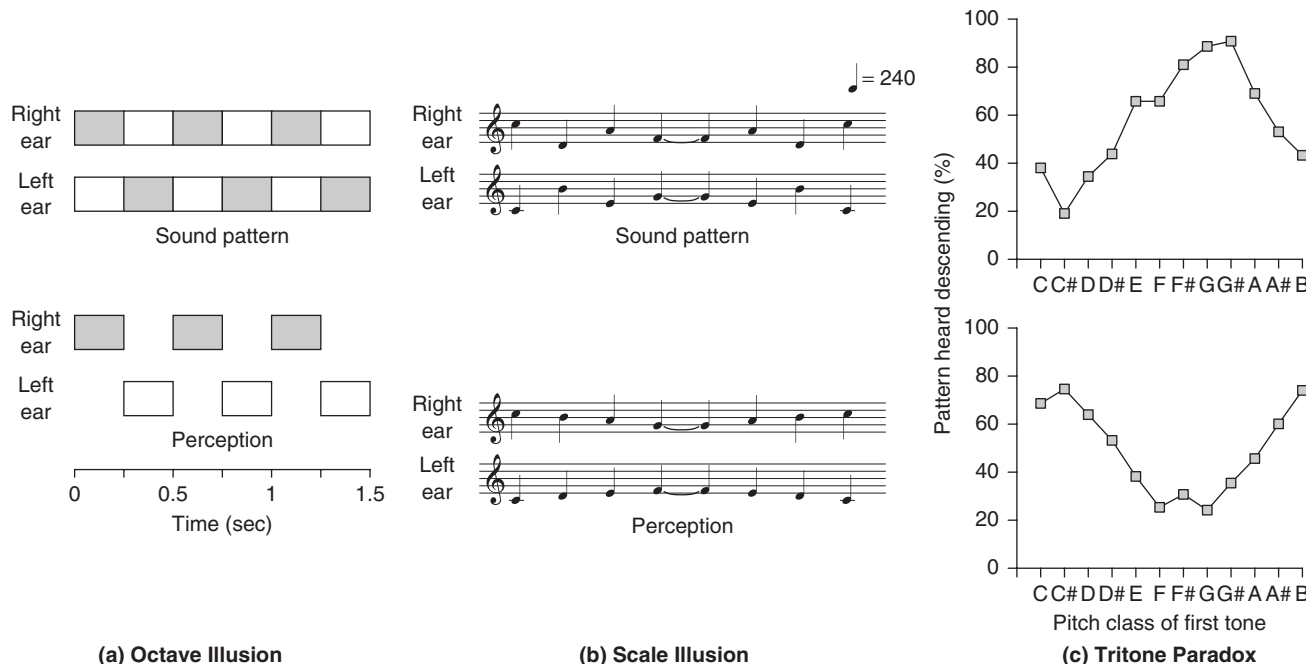 Right
ear
Left
ear
Sound pattern
Right
ear
Left
ear
Perception
0 0.5 1 1.5
Time (sec)
(a) Octave Illusion
= 240
Right
ear
Left
ear
Sound pattern
Right
ear
Left
ear
Perception
(b) Scale Illusion
Pattern heard descending (%)
100
80
60
40
20
0
C C# D D# E F F# G G# A A# B
100
80
60
40
20
0
C C# D D# E F F# G G# A A# B
Pitch class of first tone
(c) Tritone Paradox